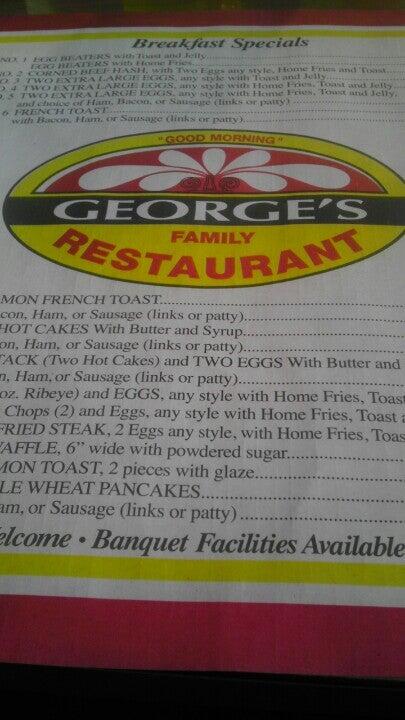 Breakfast Specials
NO. 1 EGG BEATERS with Toast and Jelly
EGG BEATERS with Home Fries
NO. 2 CORNED BEEF HASH, with Two Eggs any style, Home Fries and Toast
NO. 3 TWO EXTRA LARGE EGGS, any style with Toast and Jelly
O. 4 TWO EXTRA LARGE EGGS, any style with Home Fries, Toast and Jelly.
O. 5 TWO EXTRA LARGE EGGS, any style with Home Fries, Toast and Jelly,
and choice of Ham, Bacon, or Sausage (links or patty)
6 FRENCH TOAST
with Bacon, Ham, or Sausage (links or patty)
"GOOD MORNING"
GEORGE'S
FAMILY
RESTAURANT
MON FRENCH TOAST
con, Ham, or Sausage (links or patty)
HOT CAKES With Butter and Syrup
on, Ham, or Sausage (links or patty)
TACK (Two Hot Cakes) and TWO EGGS With Butter and
n, Ham, or Sausage (links or patty)
oz. Ribeye) and EGGS, any style with Home Fries, Toast
Chops (2) and Eggs, any style with Home Fries, Toast a
FRIED STEAK, 2 Eggs any style, with Home Fries, Toas
WAFFLE, 6" wide with powdered sugar
MON TOAST, 2 pieces with glaze
LE WHEAT PANCAKES
am, or Sausage (links or patty)
elcome • Banquet Facilities Available